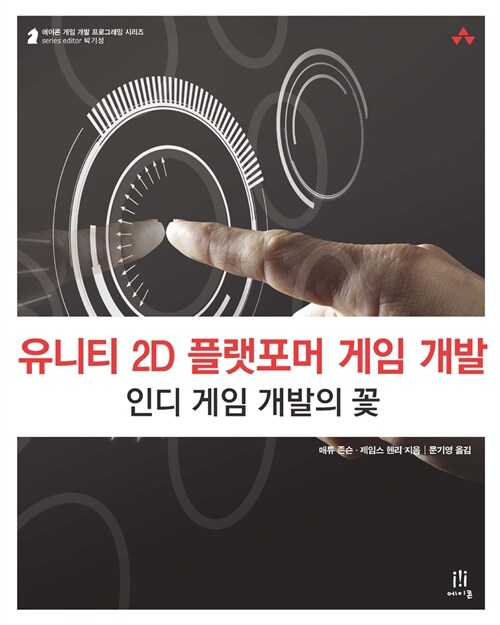 에이콘 게임 개발 프로그래밍 시리즈
series editor 박기성
유니티 2D 플랫포머 게임 개발
인디 게임 개발의 꽃
매튜 존슨 · 제임스 헨리 지음 | 문기영 옮김
에이콘